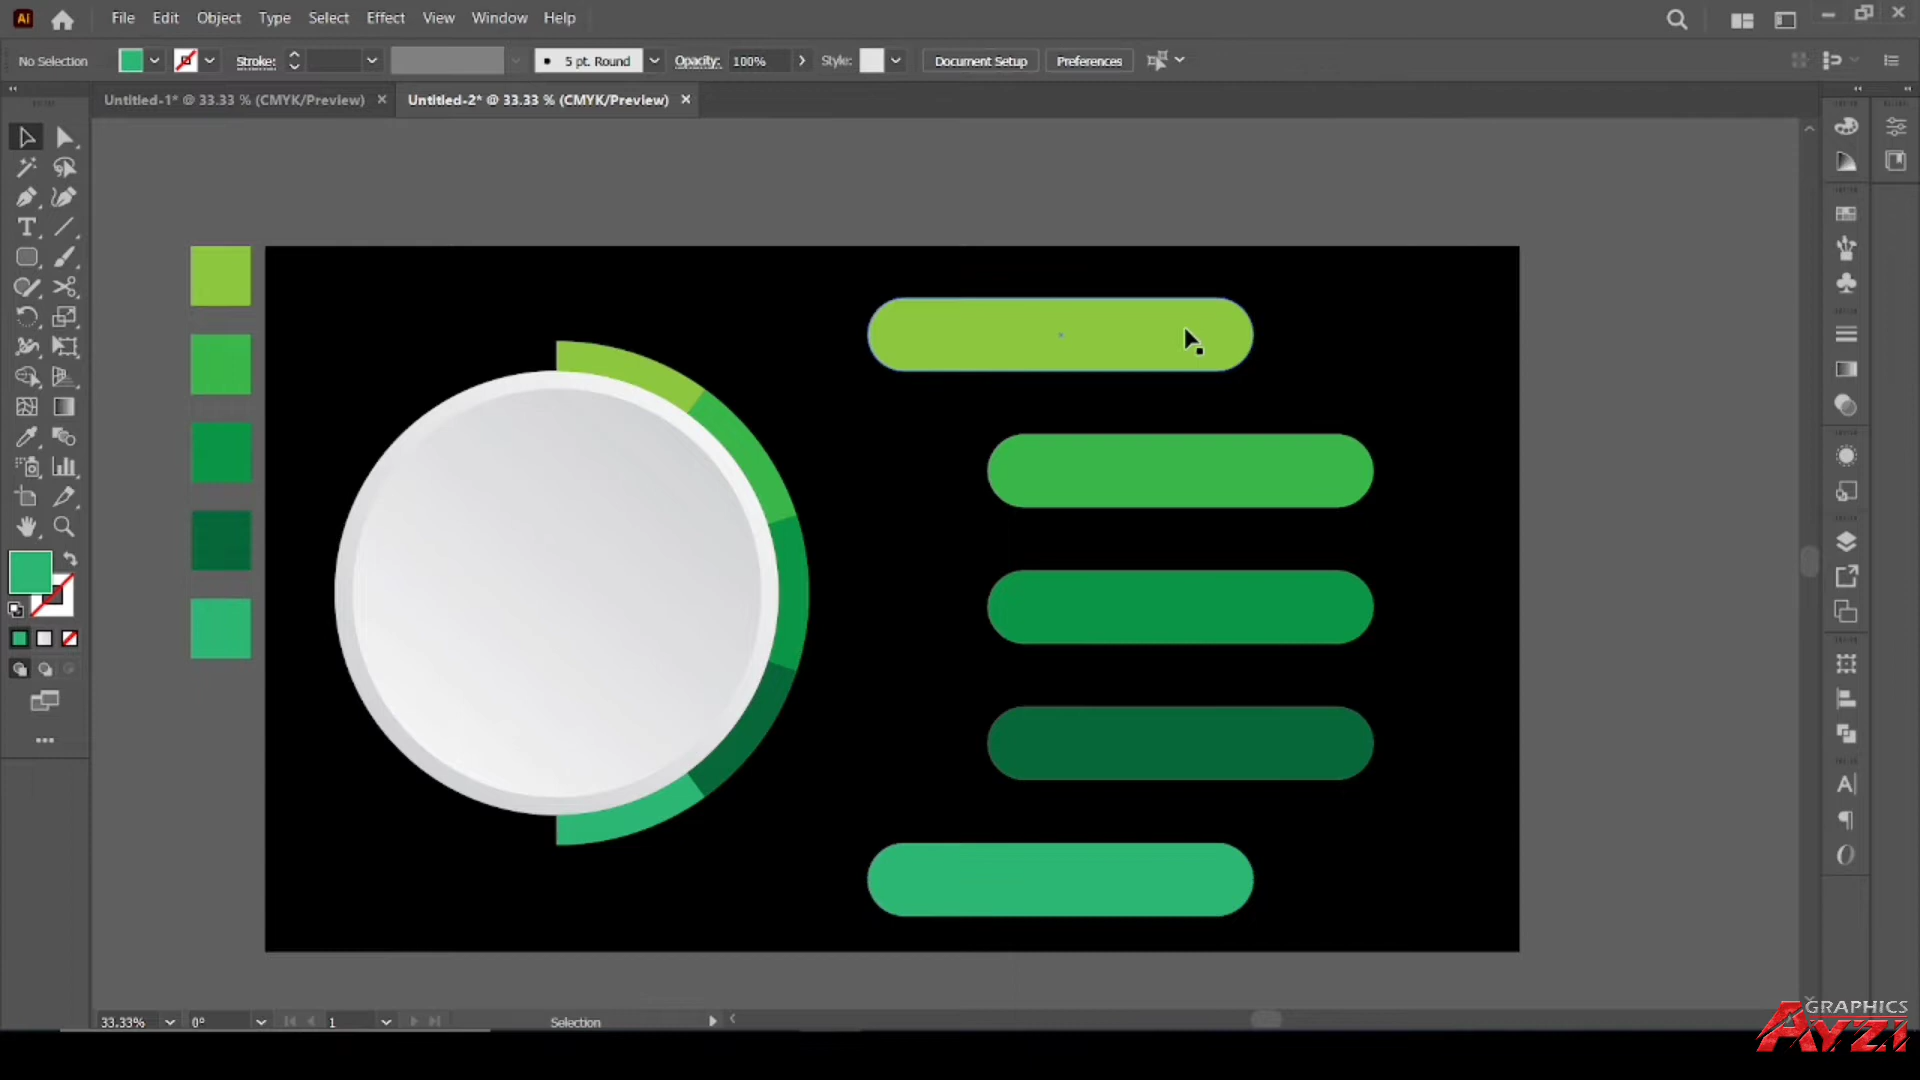 Ai File Edit Object Type Select Effect View Window Help
No Selection Stroke: 5 pt. Round Opacity: 100% Style: Document Setup Preferences
Untitled-1* @ 33.33 % (CMYK/Preview) × Untitled-2* @ 33.33 % (CMYK/Preview) ×
33.33% 0° 1 Selection
GRAPHICS
AYZI